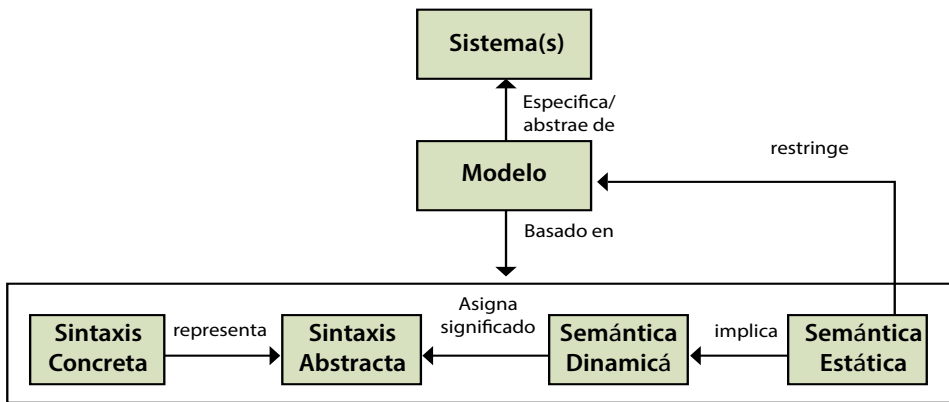 Sistema(s)
Especifica/
abstrae de
restringe
Modelo
Basado en
Sintaxis
Concreta
representa
Sintaxis
Abstracta
Asigna
significado
Semántica
Dinamicá
implica
Semántica
Estática